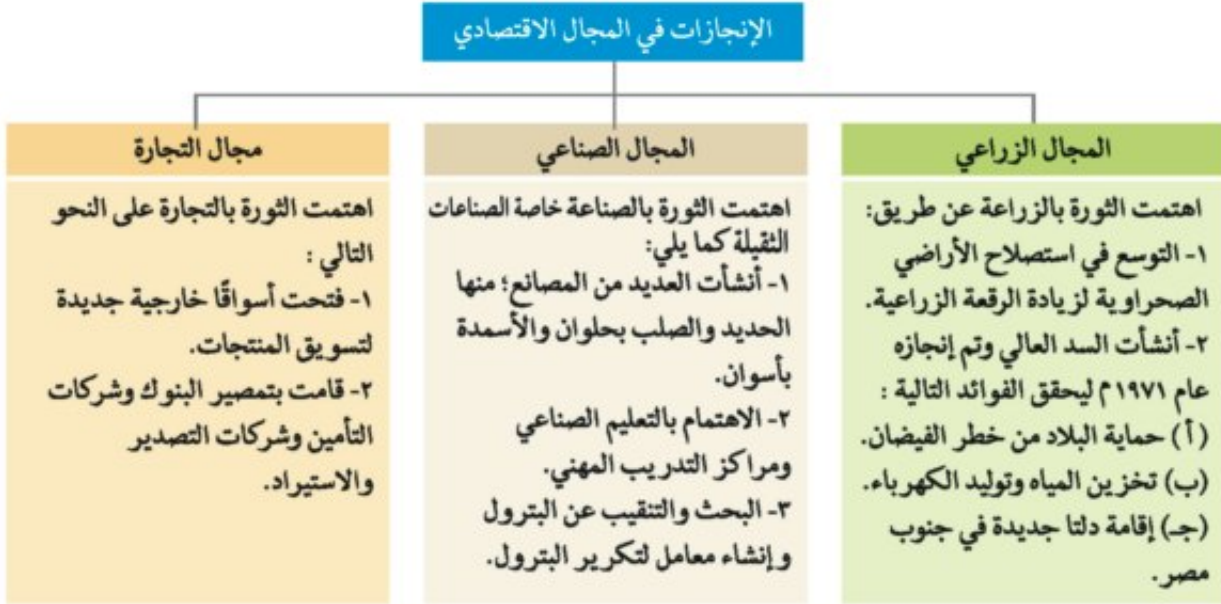 الإنجازات في المجال الاقتصادي
المجال الزراعي
اهتمت الثورة بالزراعة عن طريق:
١- التوسع في استصلاح الأراضي
الصحراوية لزيادة الرقعة الزراعية.
٢- أنشأت السد العالي وتم إنجازه
عام ١٩٧١م ليحقق الفوائد التالية :
(أ) حماية البلاد من خطر الفيضان.
(ب) تخزين المياه وتوليد الكهرباء.
(جـ) إقامة دلتا جديدة في جنوب
مصر.
المجال الصناعي
اهتمت الثورة بالصناعة خاصة الصناعات
الثقيلة كما يلي:
١- أنشأت العديد من المصانع؛ منها
الحديد والصلب بحلوان والأسمدة
بأسوان.
٢- الاهتمام بالتعليم الصناعي
ومراكز التدريب المهني.
٣- البحث والتنقيب عن البترول
وإنشاء معامل لتكرير البترول.
مجال التجارة
اهتمت الثورة بالتجارة على النحو
التالي :
١- فتحت أسواقًا خارجية جديدة
لتسويق المنتجات.
٢- قامت بتمصير البنوك وشركات
التأمين وشركات التصدير
والاستيراد.